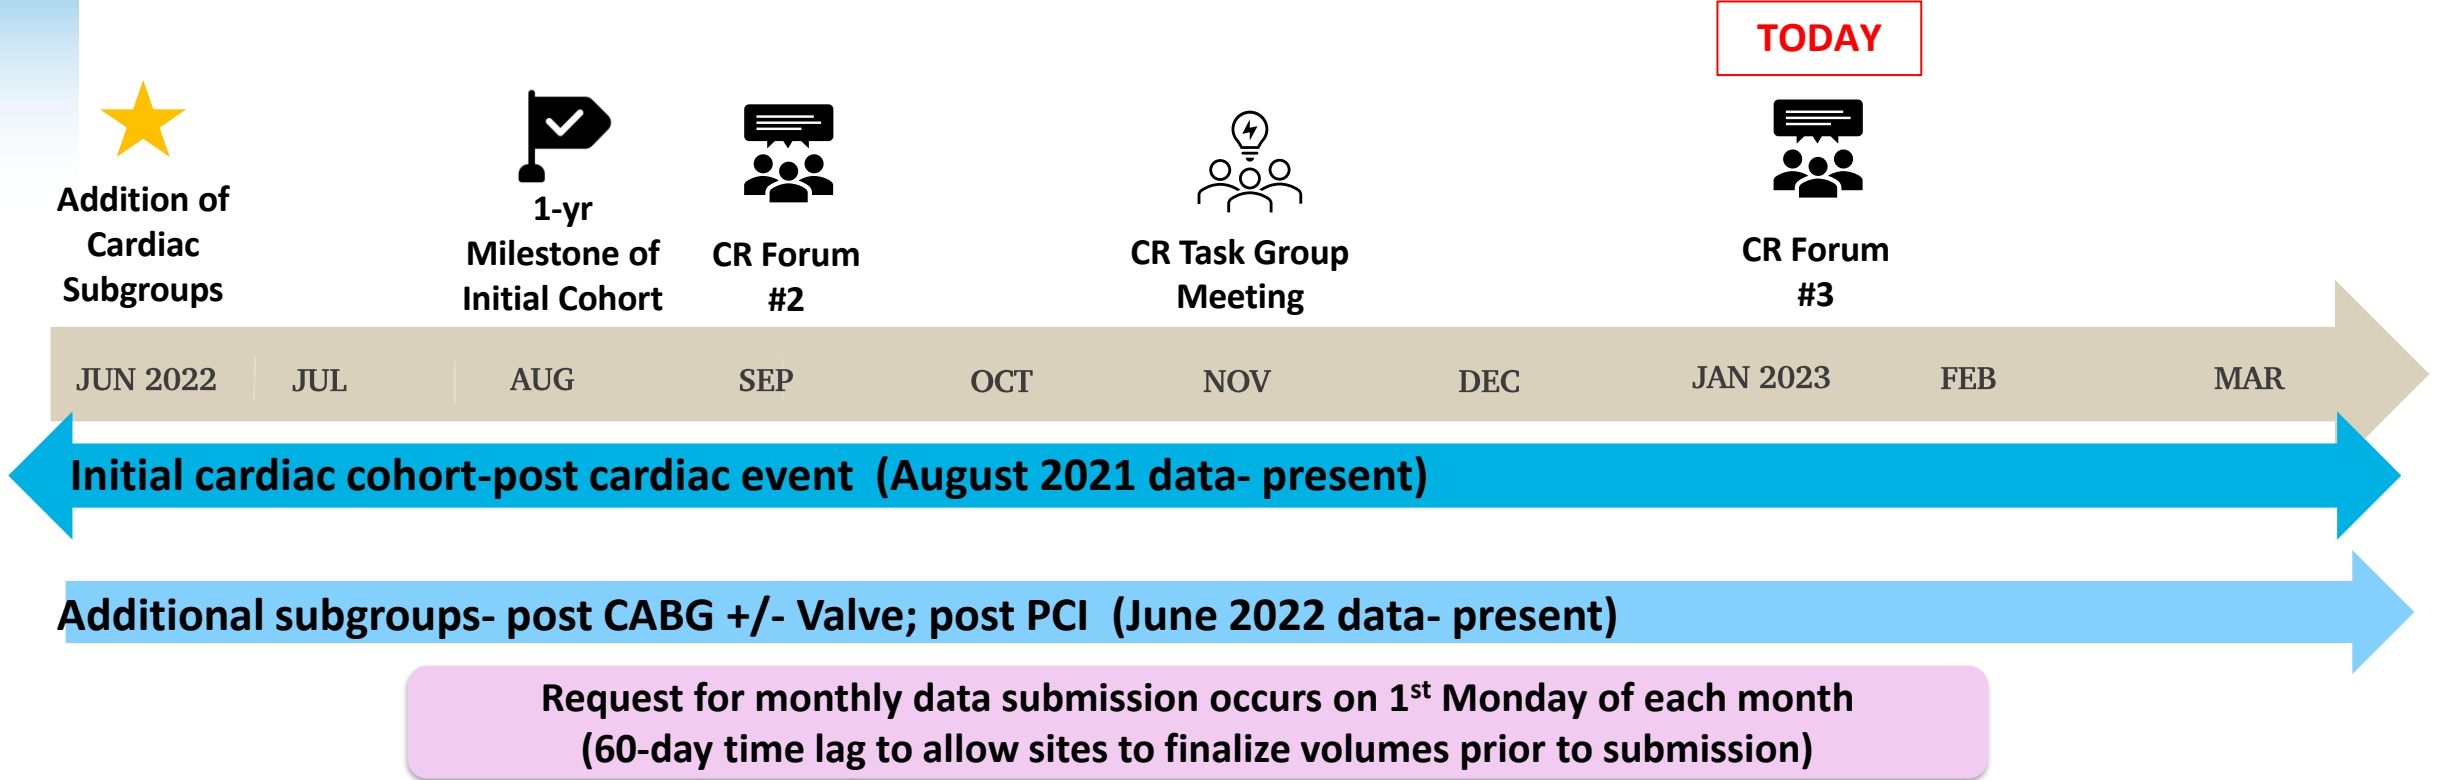 TODAY
Addition of
Cardiac
Subgroups
1-yr
Milestone of
Initial Cohort
CR Forum
#2
CR Task Group
Meeting
CR Forum
#3
JUN 2022
JUL
AUG
SEP
OCT
NOV
DEC
JAN 2023
FEB
MAR
Initial cardiac cohort-post cardiac event (August 2021 data- present)
Additional subgroups- post CABG +/- Valve; post PCI (June 2022 data- present)
Request for monthly data submission occurs on 1st Monday of each month
(60-day time lag to allow sites to finalize volumes prior to submission)